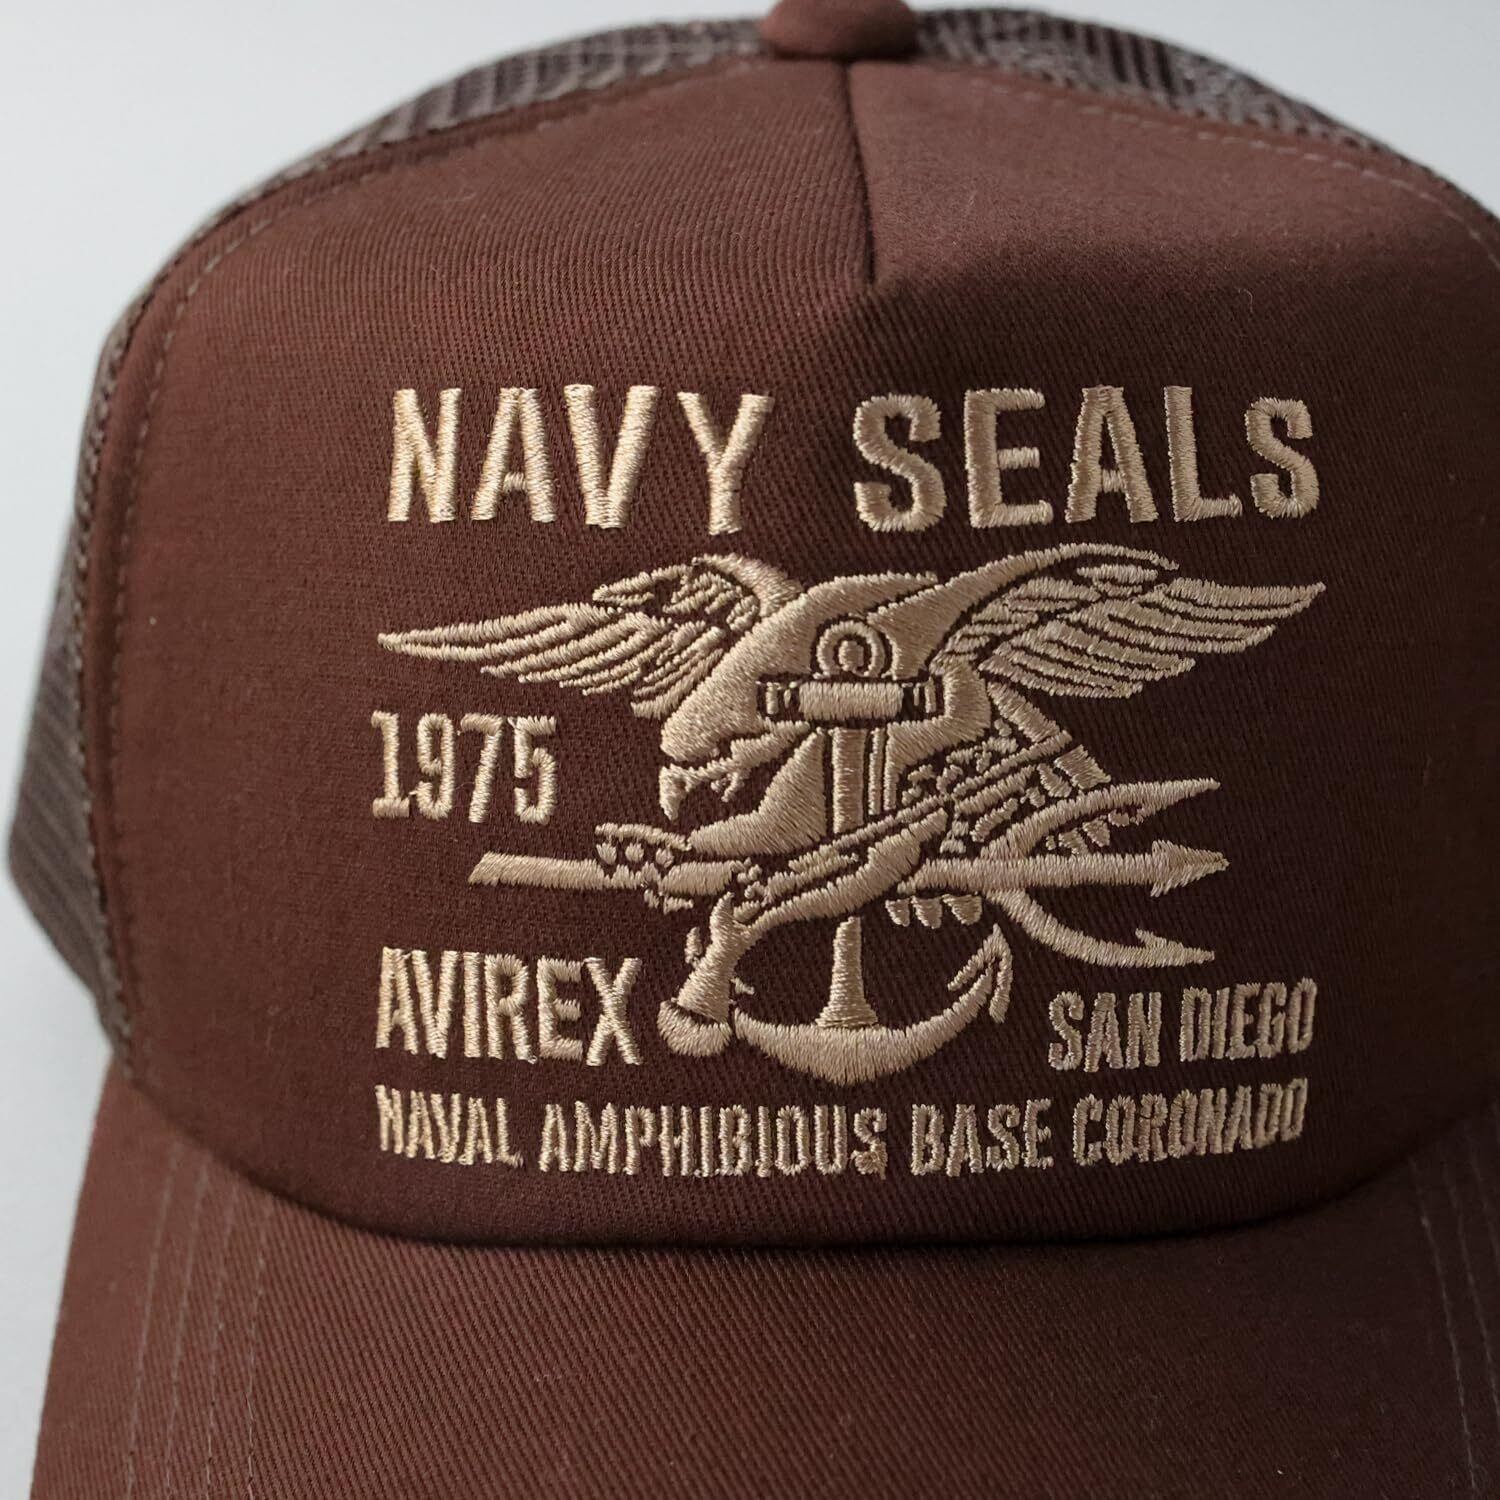 NAVY SEALS
1975
AVIREX
SAN DIEGO
NAVAL AMPHIBIOUS BASE CORONADO